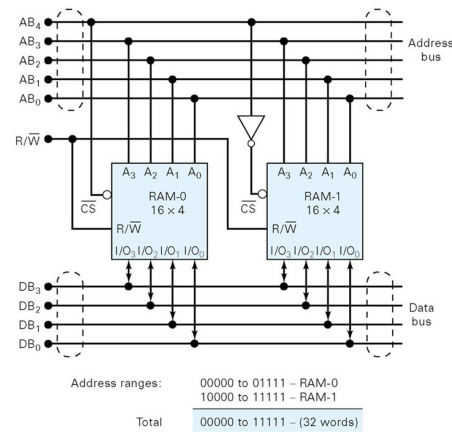 AB₄
AB₃
Address
bus
AB₂
AB₁
AB₀
R/W̅
A₃ A₂ A₁ A₀
A₃ A₂ A₁ A₀
RAM-0
16 × 4
RAM-1
16 × 4
C̅S̅
C̅S̅
R/W̅
R/W̅
I/O₃ I/O₂ I/O₁ I/O₀
I/O₃ I/O₂ I/O₁ I/O₀
DB₃
DB₂
Data
bus
DB₁
DB₀
Address ranges: 00000 to 01111 – RAM-0
10000 to 11111 – RAM-1
Total 00000 to 11111 – (32 words)